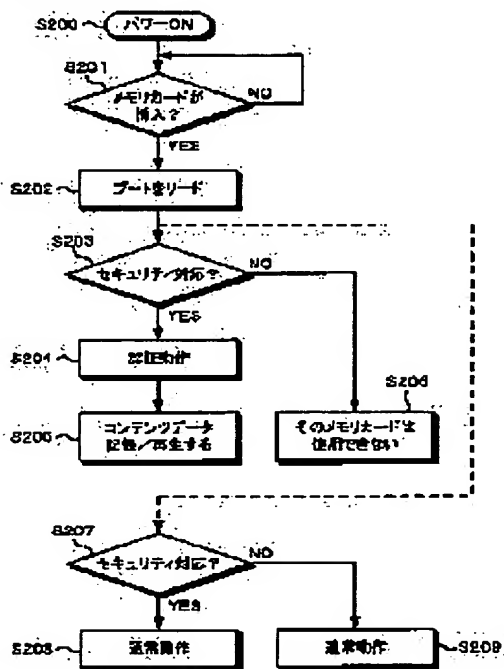 S200
パワーON
S201
メモリカードが
挿入?
NO
YES
S202
ブートをリード
S203
セキュリティ対応?
NO
YES
S204
認証動作
S206
S205
コンテンツデータ
記録/再生する
そのメモリカードは
使用できない
S207
セキュリティ対応?
NO
YES
S208
通常動作
通常動作
S209